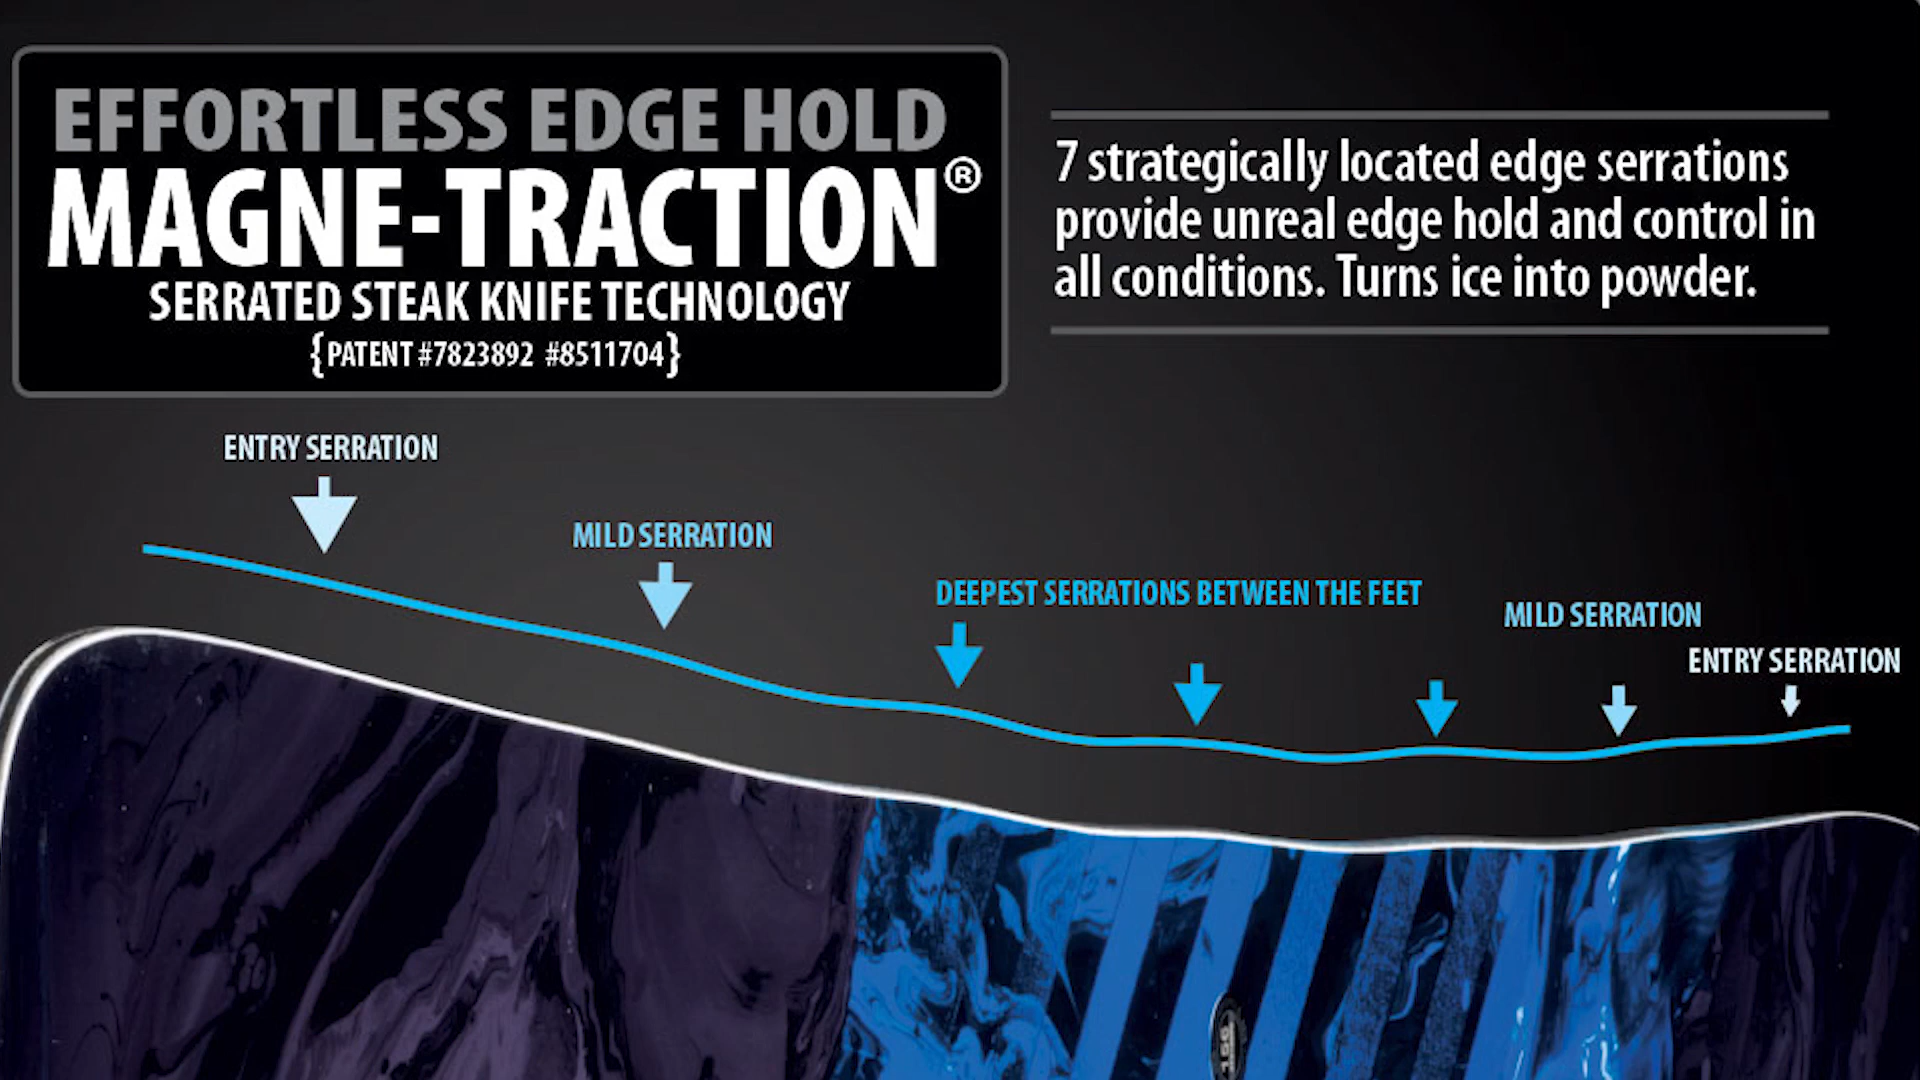 EFFORTLESS EDGE HOLD
MAGNE-TRACTION®
SERRATED STEAK KNIFE TECHNOLOGY
{PATENT #7823892 #8511704}
7 strategically located edge serrations
provide unreal edge hold and control in
all conditions. Turns ice into powder.
ENTRY SERRATION
MILD SERRATION
DEEPEST SERRATIONS BETWEEN THE FEET
MILD SERRATION
ENTRY SERRATION
156